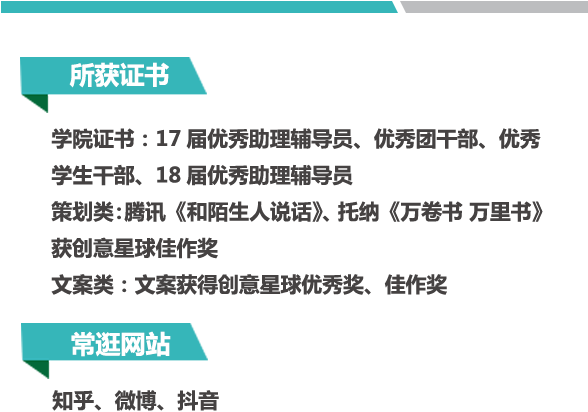 所获证书
学院证书：17 届优秀助理辅导员、优秀团干部、优秀
学生干部、18 届优秀助理辅导员
策划类：腾讯《和陌生人说话》、托纳《万卷书 万里书》
获创意星球佳作奖
文案类：文案获得创意星球优秀奖、佳作奖
常逛网站
知乎、微博、抖音